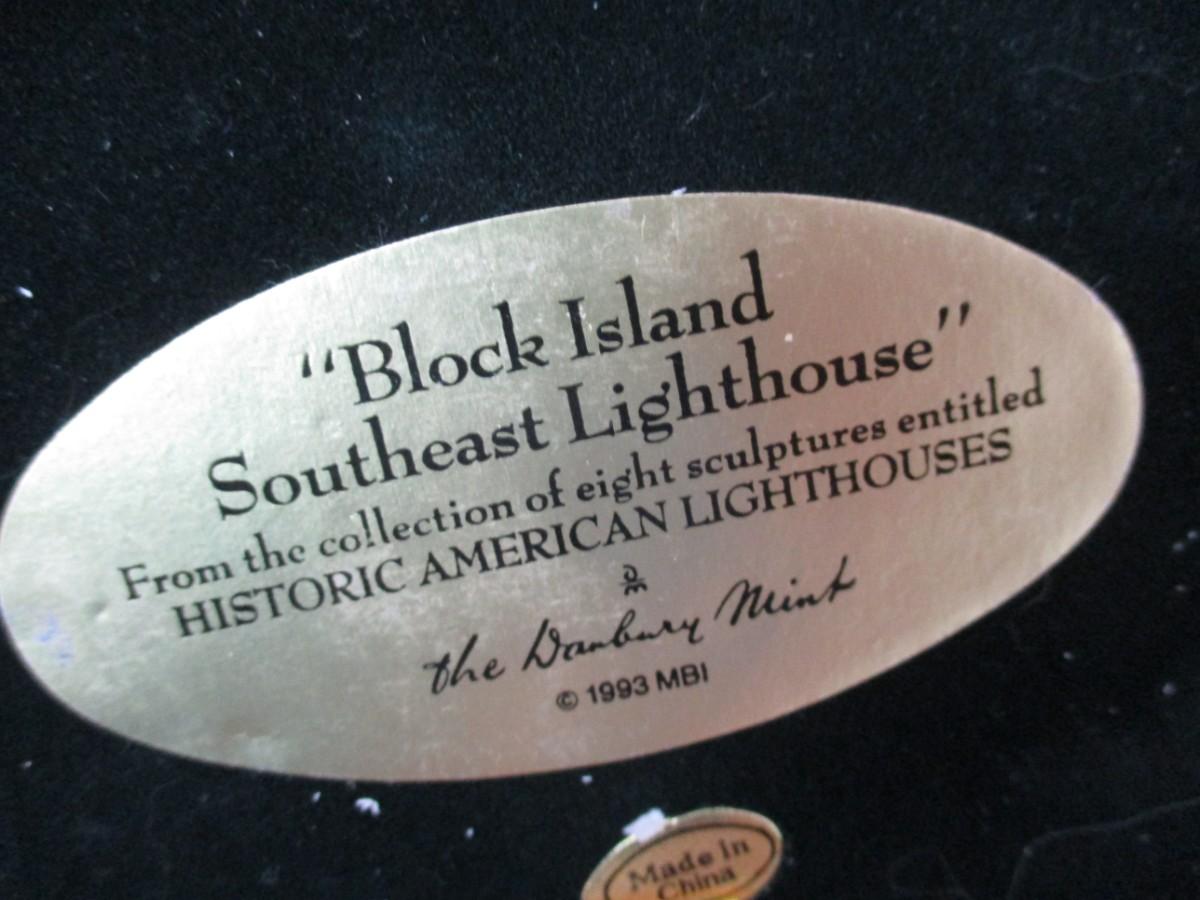 "Block Island
Southeast Lighthouse"
From the collection of eight sculptures entitled
HISTORIC AMERICAN LIGHTHOUSES
the Danbury Mint
© 1993 MBI
Made in
China